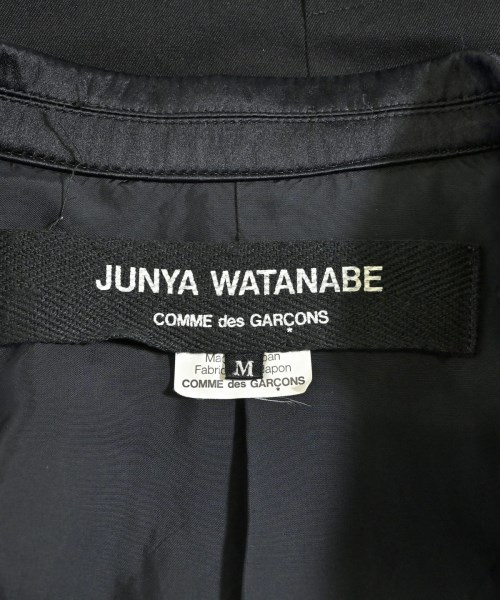 JUNYA WATANABE
COMME des GARÇONS
M
COMME des GARÇONS